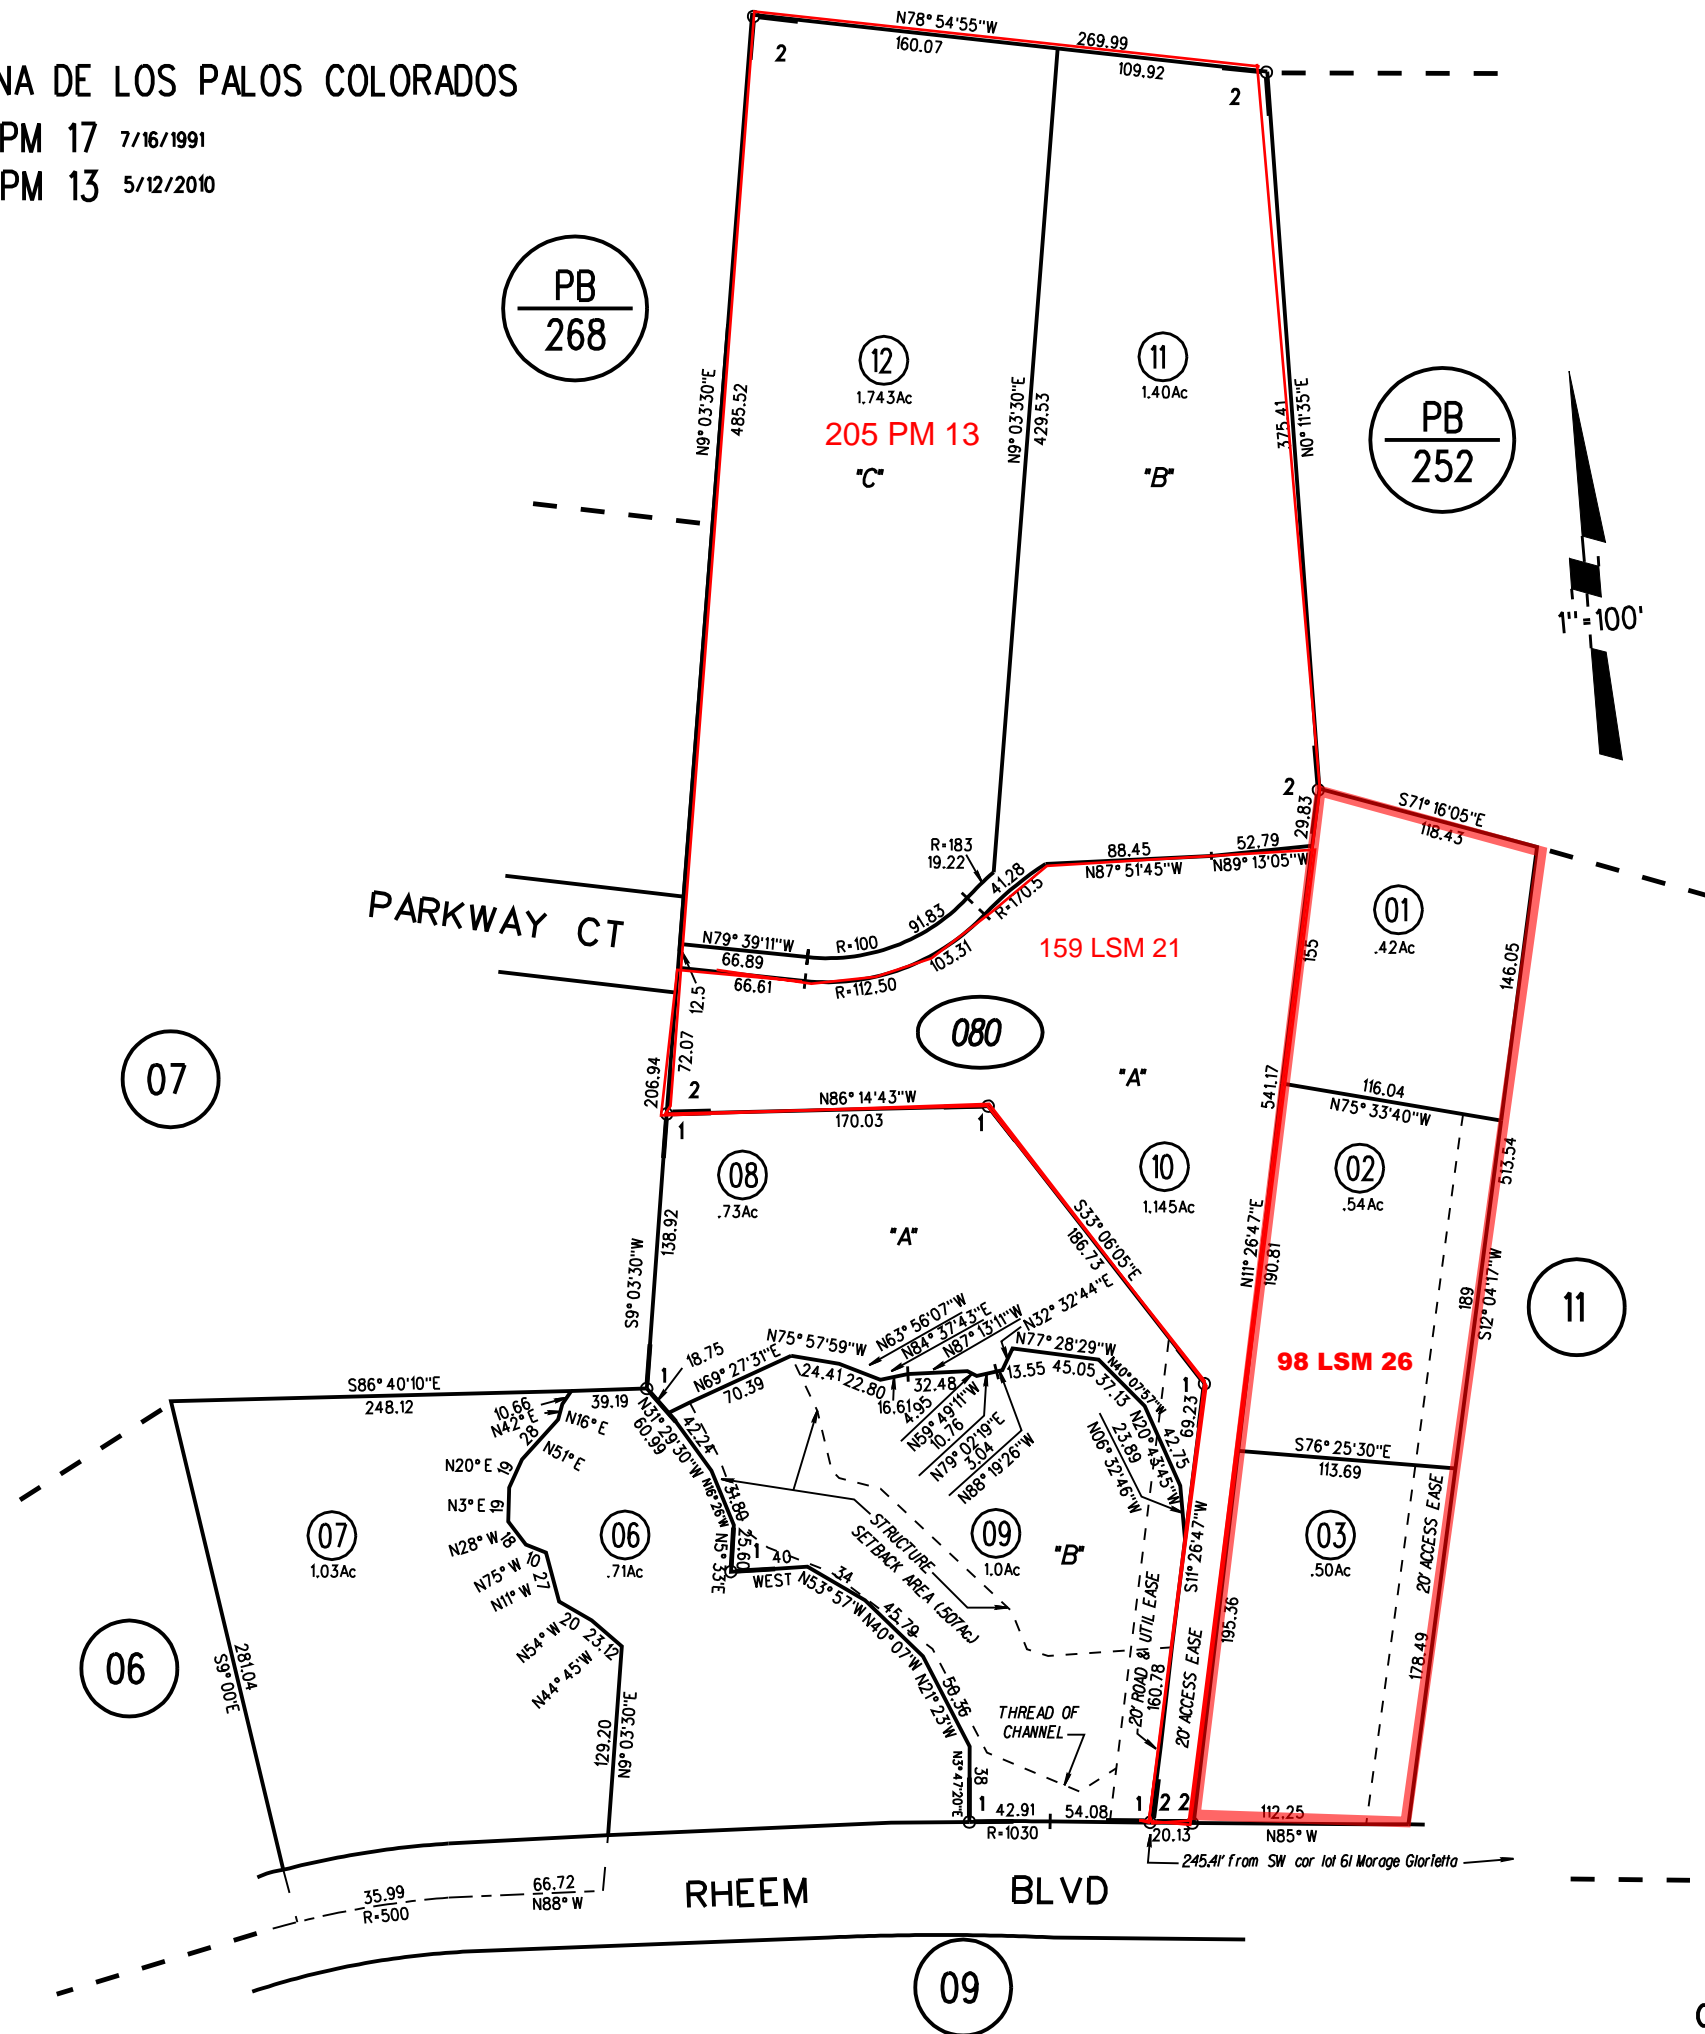 NA DE LOS PALOS COLORADOS
PM 17 7/16/1991
PM 13 5/12/2010
N78°54'55"W
160.07
269.99
109.92
2
2
PB
268
PB
252
12
1.743Ac
205 PM 13
"C"
11
1.40Ac
"B"
N9°03'30"E
485.52
N9°03'30"E
429.53
375.41
N0°11'35"E
1"=100'
2
29.83
S71°16'05"E
118.43
R=183
19.22
88.45
52.79
N87°51'45"W
N89°13'05"W
41.28
R=170.5
91.83
103.31
PARKWAY CT
N79°39'11"W
66.89
R=100
66.61
R=112.50
12.5
159 LSM 21
01
.42Ac
155
146.05
080
07
206.94
72.07
2
1
N86°14'43"W
170.03
1
"A"
541.17
116.04
N75°33'40"W
513.54
08
.73Ac
"A"
10
1.145Ac
02
.54Ac
S33°06'05"E
186.73
S9°03'30"W
138.92
N11°26'47"E
190.81
189
S12°04'17"W
11
98 LSM 26
N63°56'07"W
N84°37'43"E
N87°13'11"W
N32°32'44"E
N75°57'59"W
N77°28'29"W
18.75
N69°27'31"E
70.39
24.41
22.80
16.61
32.48
13.55
45.05
37.13
N40°07'57"W
1
1
69.23
S86°40'10"E
248.12
39.19
10.66
N42°E
N16°E
28
N51°E
N31°29'30"W
60.99
42.24
4.95
N59°49'11"W
10.76
N79°02'19"E
3.04
N88°19'26"W
N20°43'45"W
42.75
23.89
N06°32'46"W
S76°25'30"E
113.69
N20°E
19
N3°E
19
N28°W
18
N75°W
10
N11°W
27
N54°W
20
23.12
N44°45'W
N16°26'W
31.80
25.60
N5°33'E
1
40
WEST
34
N53°57'W
45.79
N40°07'W
50.36
N21°23'W
07
1.03Ac
06
.71Ac
09
1.0Ac
"B"
03
.50Ac
STRUCTURE
SETBACK AREA (.507Ac)
S11°26'47"W
20' ROAD & UTIL EASE
160.78
20' ACCESS EASE
195.36
20' ACCESS EASE
178.49
06
281.04
S9°00'E
129.20
N9°03'30"E
THREAD OF
CHANNEL
N3°47'20"E
38
1
42.91
54.08
R=1030
1
2
2
20.13
112.25
N85°W
245.41' from SW cor lot 61 Morage Glorietta
35.99
R=500
66.72
N88°W
RHEEM BLVD
09